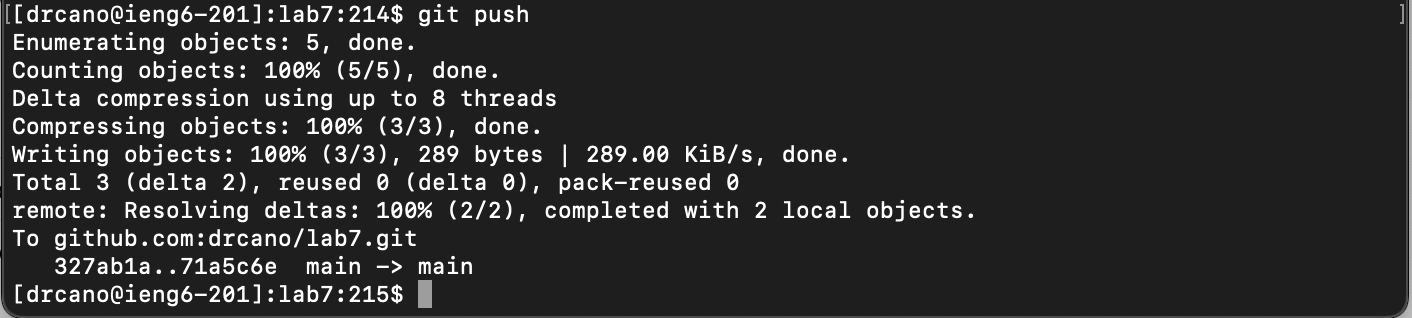 [[drcano@ieng6-201]:lab7:214$ git push ]
Enumerating objects: 5, done.
Counting objects: 100% (5/5), done.
Delta compression using up to 8 threads
Compressing objects: 100% (3/3), done.
Writing objects: 100% (3/3), 289 bytes | 289.00 KiB/s, done.
Total 3 (delta 2), reused 0 (delta 0), pack-reused 0
remote: Resolving deltas: 100% (2/2), completed with 2 local objects.
To github.com:drcano/lab7.git
   327ab1a..71a5c6e  main -> main
[drcano@ieng6-201]:lab7:215$